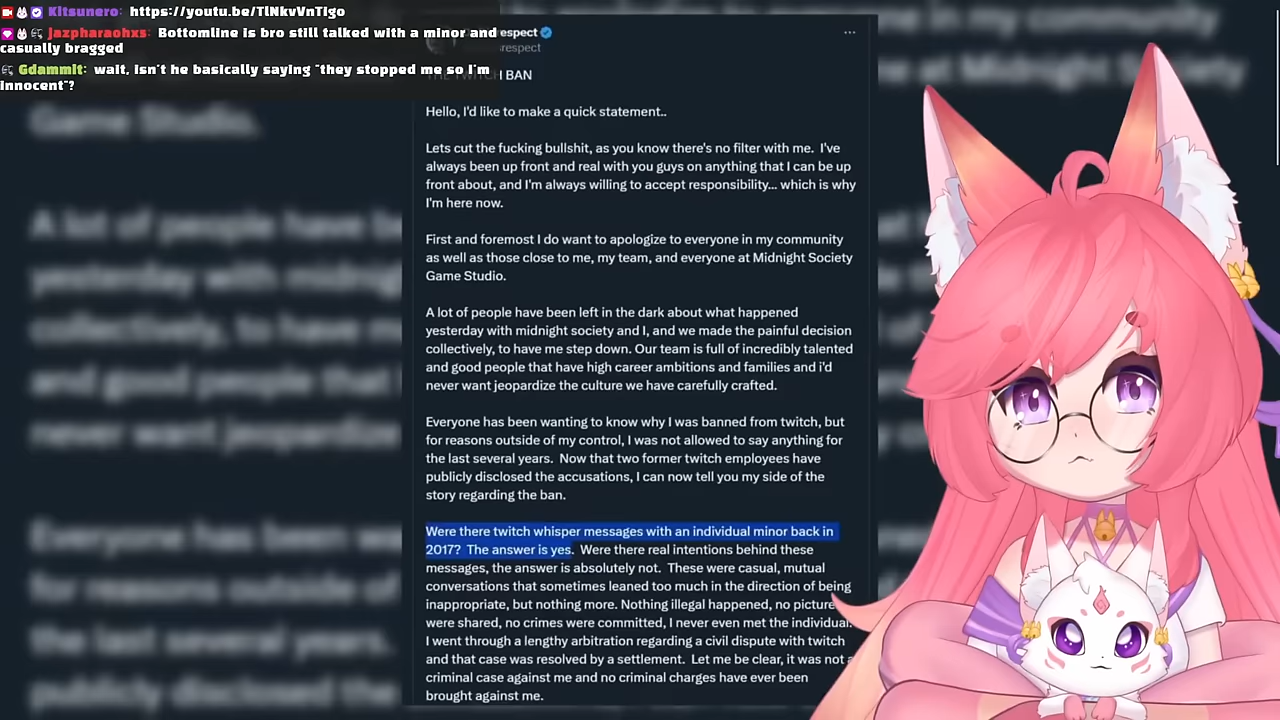 Kitsunero: https://youtu.be/TlNkvVnTigo
Jazpharaohxs: Bottomline is bro still talked with a minor and
casually bragged
Gdammit: wait, isn't he basically saying "they stopped me so I'm
innocent"?
espect
srespect
BAN
Hello, I'd like to make a quick statement..
Lets cut the fucking bullshit, as you know there's no filter with me. I've
always been up front and real with you guys on anything that I can be up
front about, and I'm always willing to accept responsibility... which is why
I'm here now.
First and foremost I do want to apologize to everyone in my community
as well as those close to me, my team, and everyone at Midnight Society
Game Studio.
A lot of people have been left in the dark about what happened
yesterday with midnight society and I, and we made the painful decision
collectively, to have me step down. Our team is full of incredibly talented
and good people that have high career ambitions and families and i'd
never want jeopardize the culture we have carefully crafted.
Everyone has been wanting to know why I was banned from twitch, but
for reasons outside of my control, I was not allowed to say anything for
the last several years. Now that two former twitch employees have
publicly disclosed the accusations, I can now tell you my side of the
story regarding the ban.
Were there twitch whisper messages with an individual minor back in
2017? The answer is yes. Were there real intentions behind these
messages, the answer is absolutely not. These were casual, mutual
conversations that sometimes leaned too much in the direction of being
inappropriate, but nothing more. Nothing illegal happened, no picture
were shared, no crimes were committed, I never even met the individual.
I went through a lengthy arbitration regarding a civil dispute with twitch
and that case was resolved by a settlement. Let me be clear, it was not a
criminal case against me and no criminal charges have ever been
brought against me.